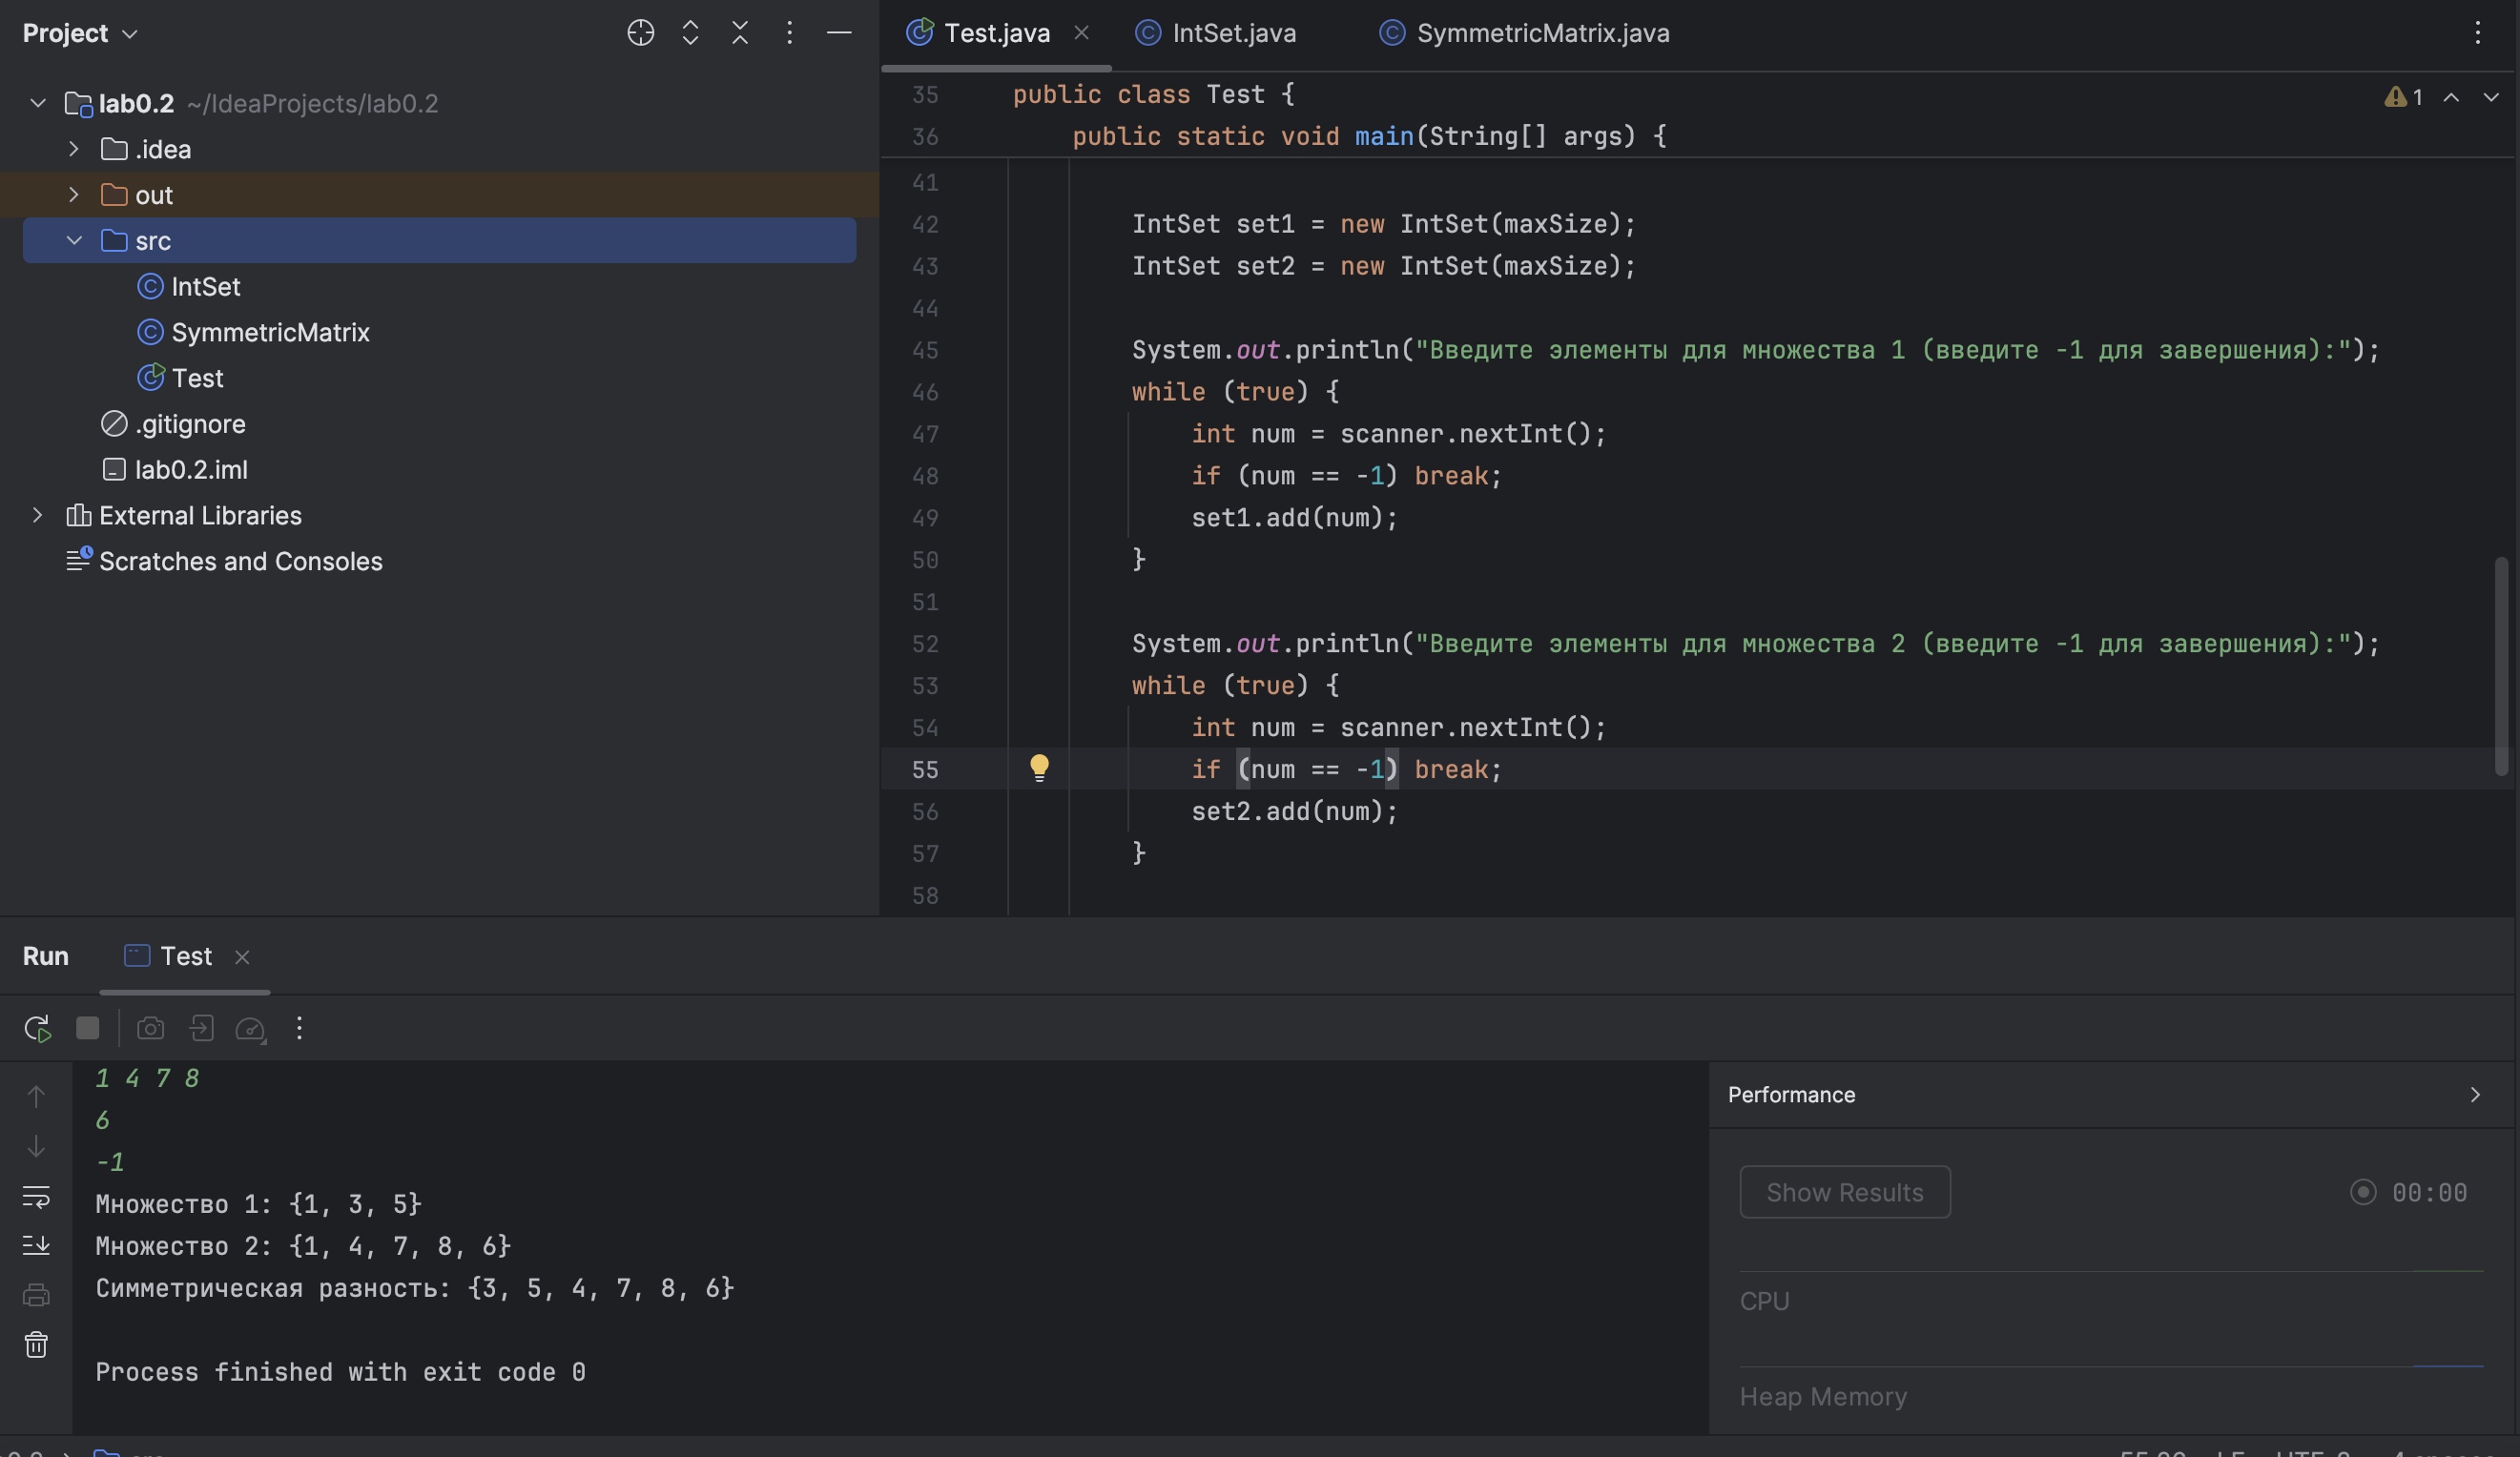 Project
lab0.2 ~/IdeaProjects/lab0.2
.idea
out
src
IntSet
SymmetricMatrix
Test
.gitignore
lab0.2.iml
External Libraries
Scratches and Consoles
Test.java
IntSet.java
SymmetricMatrix.java
1
35 public class Test {
36 public static void main(String[] args) {
41
42 IntSet set1 = new IntSet(maxSize);
43 IntSet set2 = new IntSet(maxSize);
44
45 System.out.println("Введите элементы для множества 1 (введите -1 для завершения):");
46 while (true) {
47 int num = scanner.nextInt();
48 if (num == -1) break;
49 set1.add(num);
50 }
51
52 System.out.println("Введите элементы для множества 2 (введите -1 для завершения):");
53 while (true) {
54 int num = scanner.nextInt();
55 if (num == -1) break;
56 set2.add(num);
57 }
58
Run
Test
1 4 7 8
6
-1
Множество 1: {1, 3, 5}
Множество 2: {1, 4, 7, 8, 6}
Симметрическая разность: {3, 5, 4, 7, 8, 6}
Process finished with exit code 0
Performance
Show Results
00:00
CPU
Heap Memory